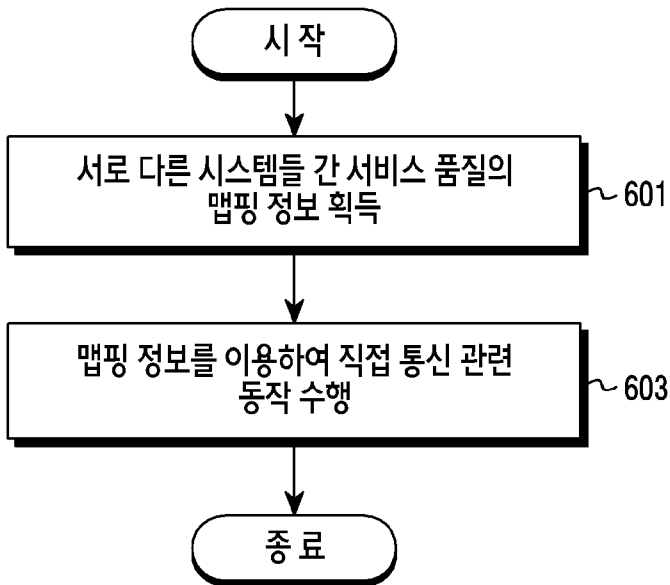 시 작
서로 다른 시스템들 간 서비스 품질의
맵핑 정보 획득
601
맵핑 정보를 이용하여 직접 통신 관련
동작 수행
603
종 료